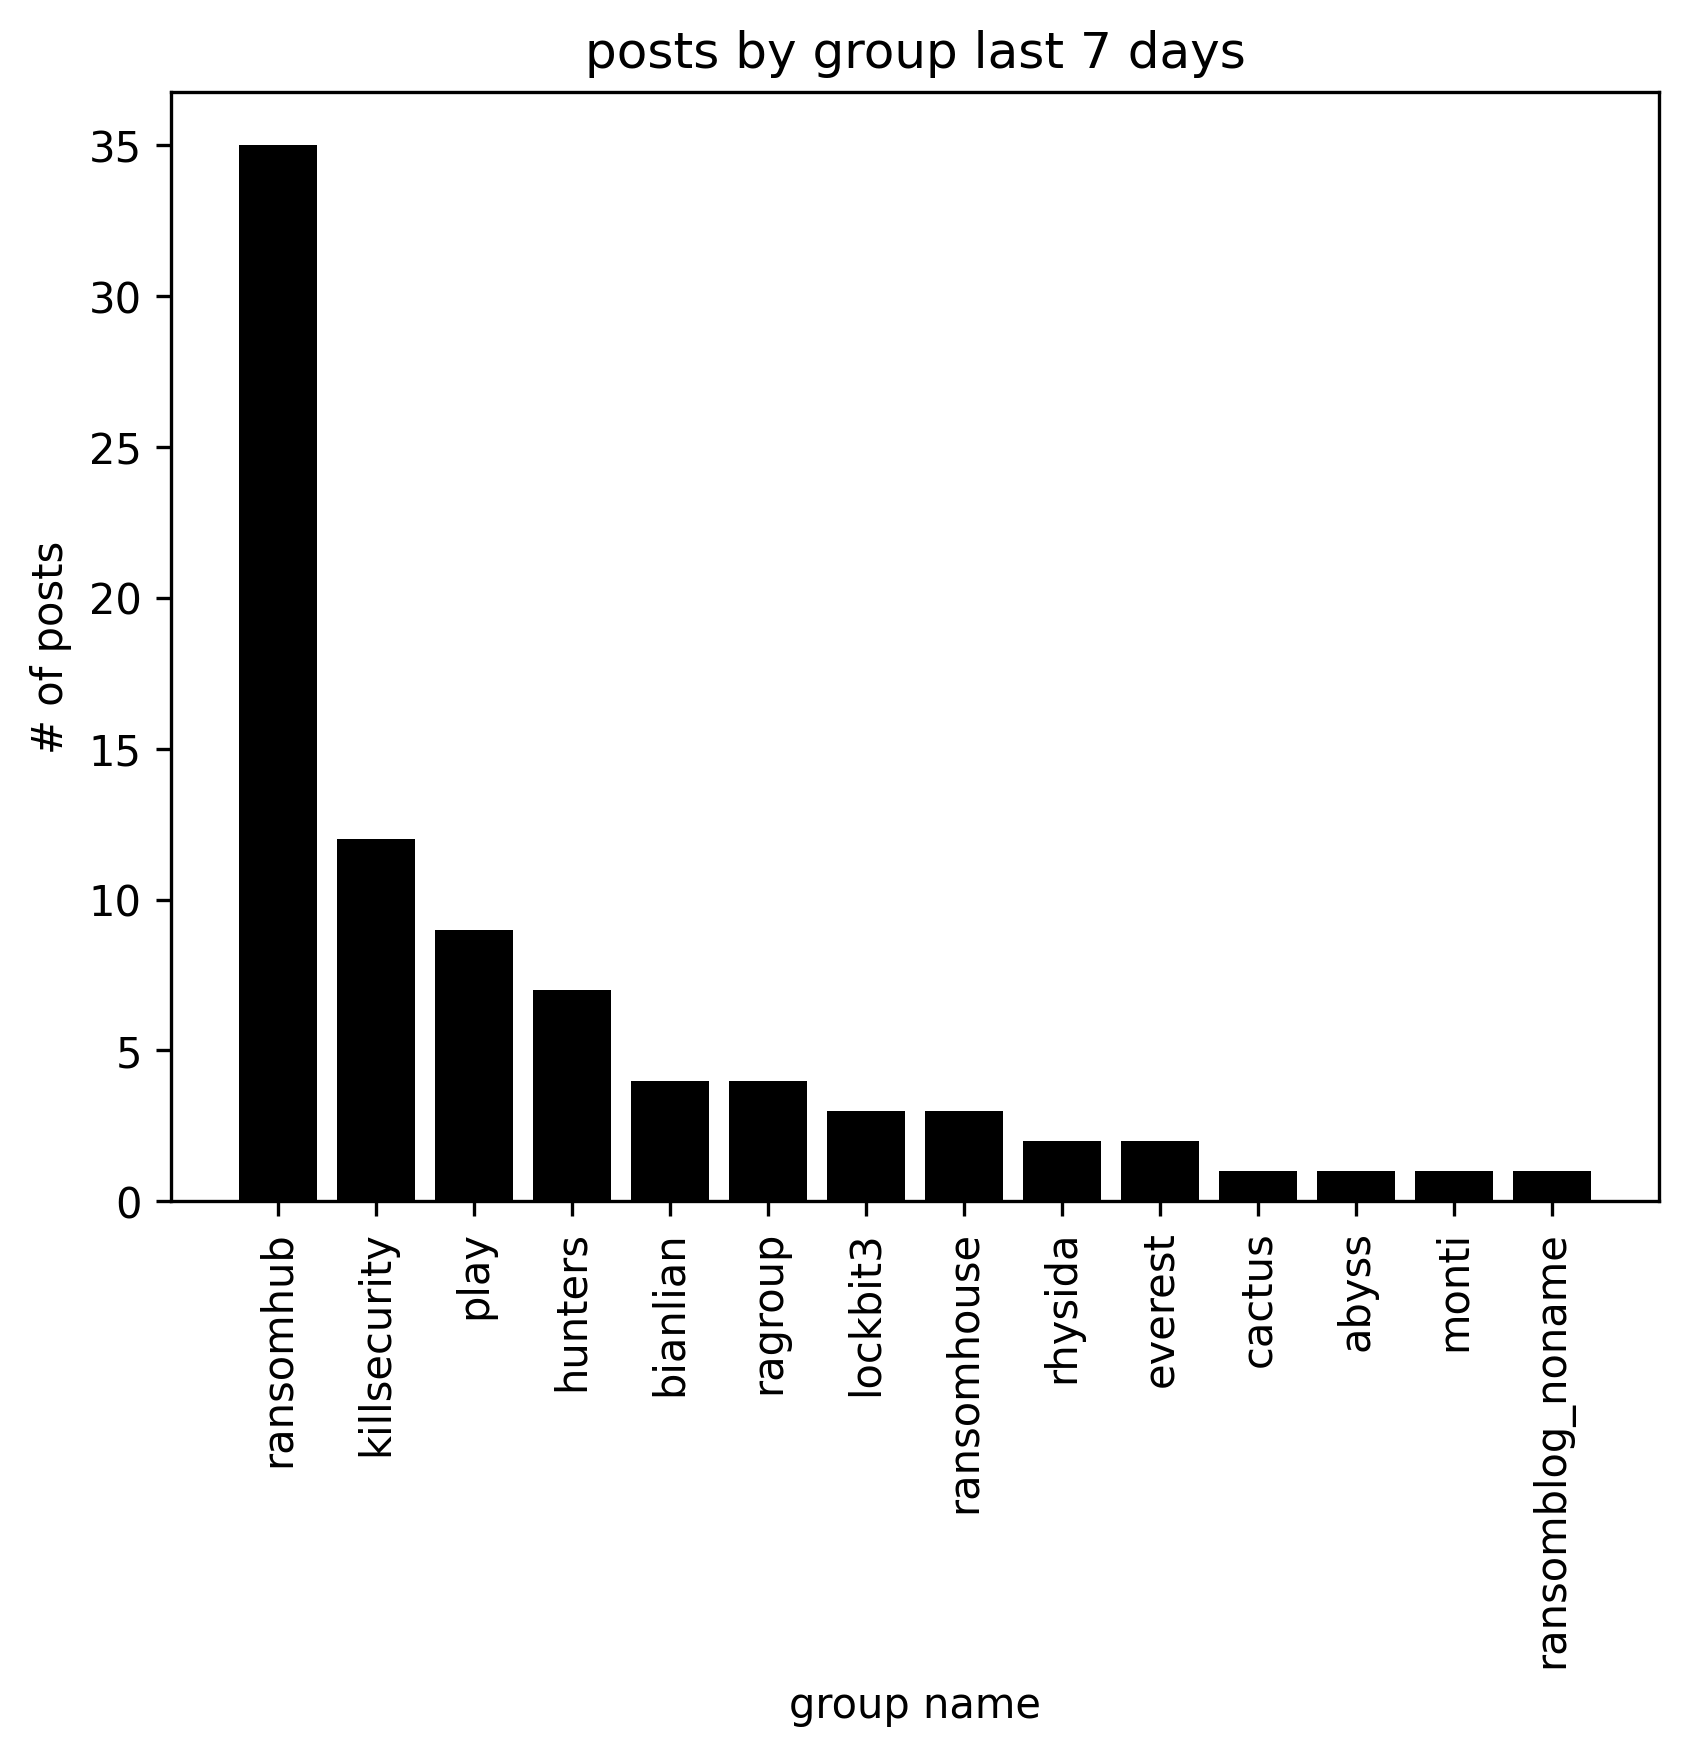 posts by group last 7 days
# of posts
35
30
25
20
15
10
5
0
ransomhub
killsecurity
play
hunters
bianlian
ragroup
lockbit3
ransomhouse
rhysida
everest
cactus
abyss
monti
ransomblog_noname
group name